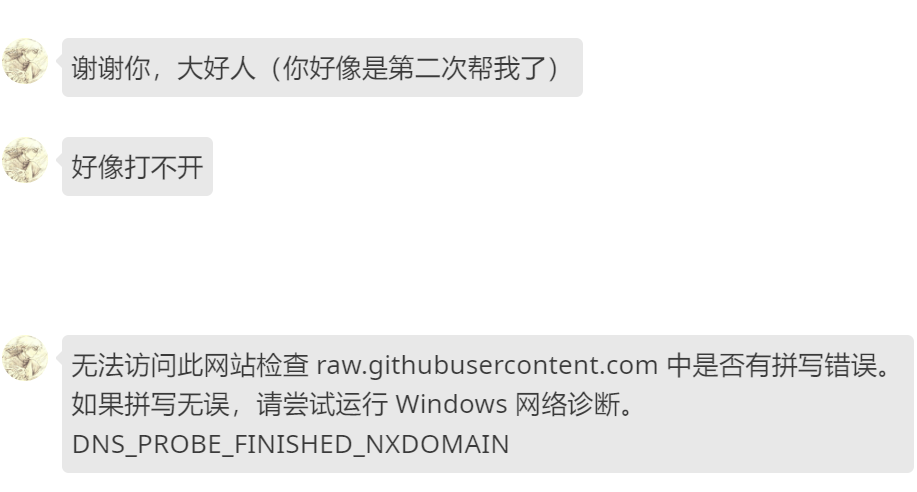 谢谢你，大好人（你好像是第二次帮我了）
好像打不开
无法访问此网站检查 raw.githubusercontent.com 中是否有拼写错误。
如果拼写无误，请尝试运行 Windows 网络诊断。
DNS_PROBE_FINISHED_NXDOMAIN